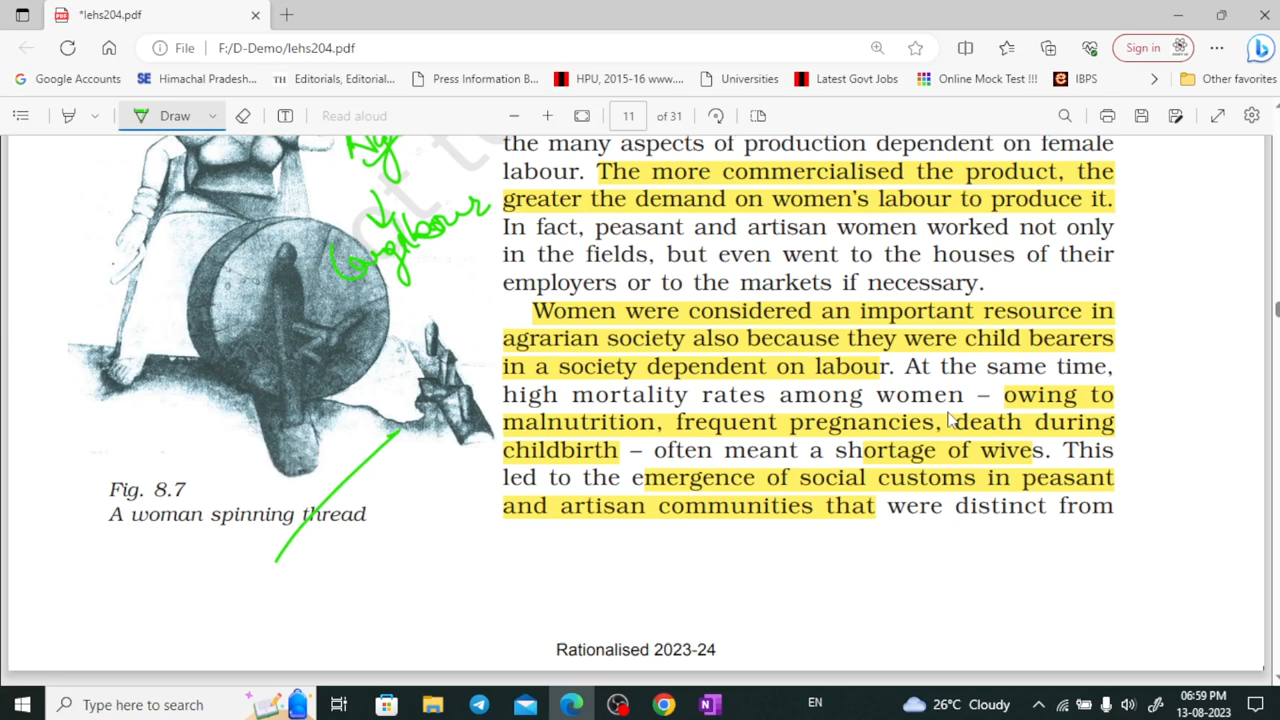 *lehs204.pdf
File F:/D-Demo/lehs204.pdf Sign in
Google Accounts SE Himachal Pradesh... TH Editorials, Editorial... Press Information B... HPU, 2015-16 www.... Universities Latest Govt Jobs Online Mock Test !!! IBPS Other favorites
Draw Read aloud 11 of 31
the many aspects of production dependent on female
labour. The more commercialised the product, the
greater the demand on women's labour to produce it.
In fact, peasant and artisan women worked not only
in the fields, but even went to the houses of their
employers or to the markets if necessary.
Women were considered an important resource in
agrarian society also because they were child bearers
in a society dependent on labour. At the same time,
high mortality rates among women – owing to
malnutrition, frequent pregnancies, death during
childbirth – often meant a shortage of wives. This
led to the emergence of social customs in peasant
and artisan communities that were distinct from
Fig. 8.7
A woman spinning thread
Rationalised 2023-24
Type here to search EN 26°C Cloudy 06:59 PM
13-08-2023